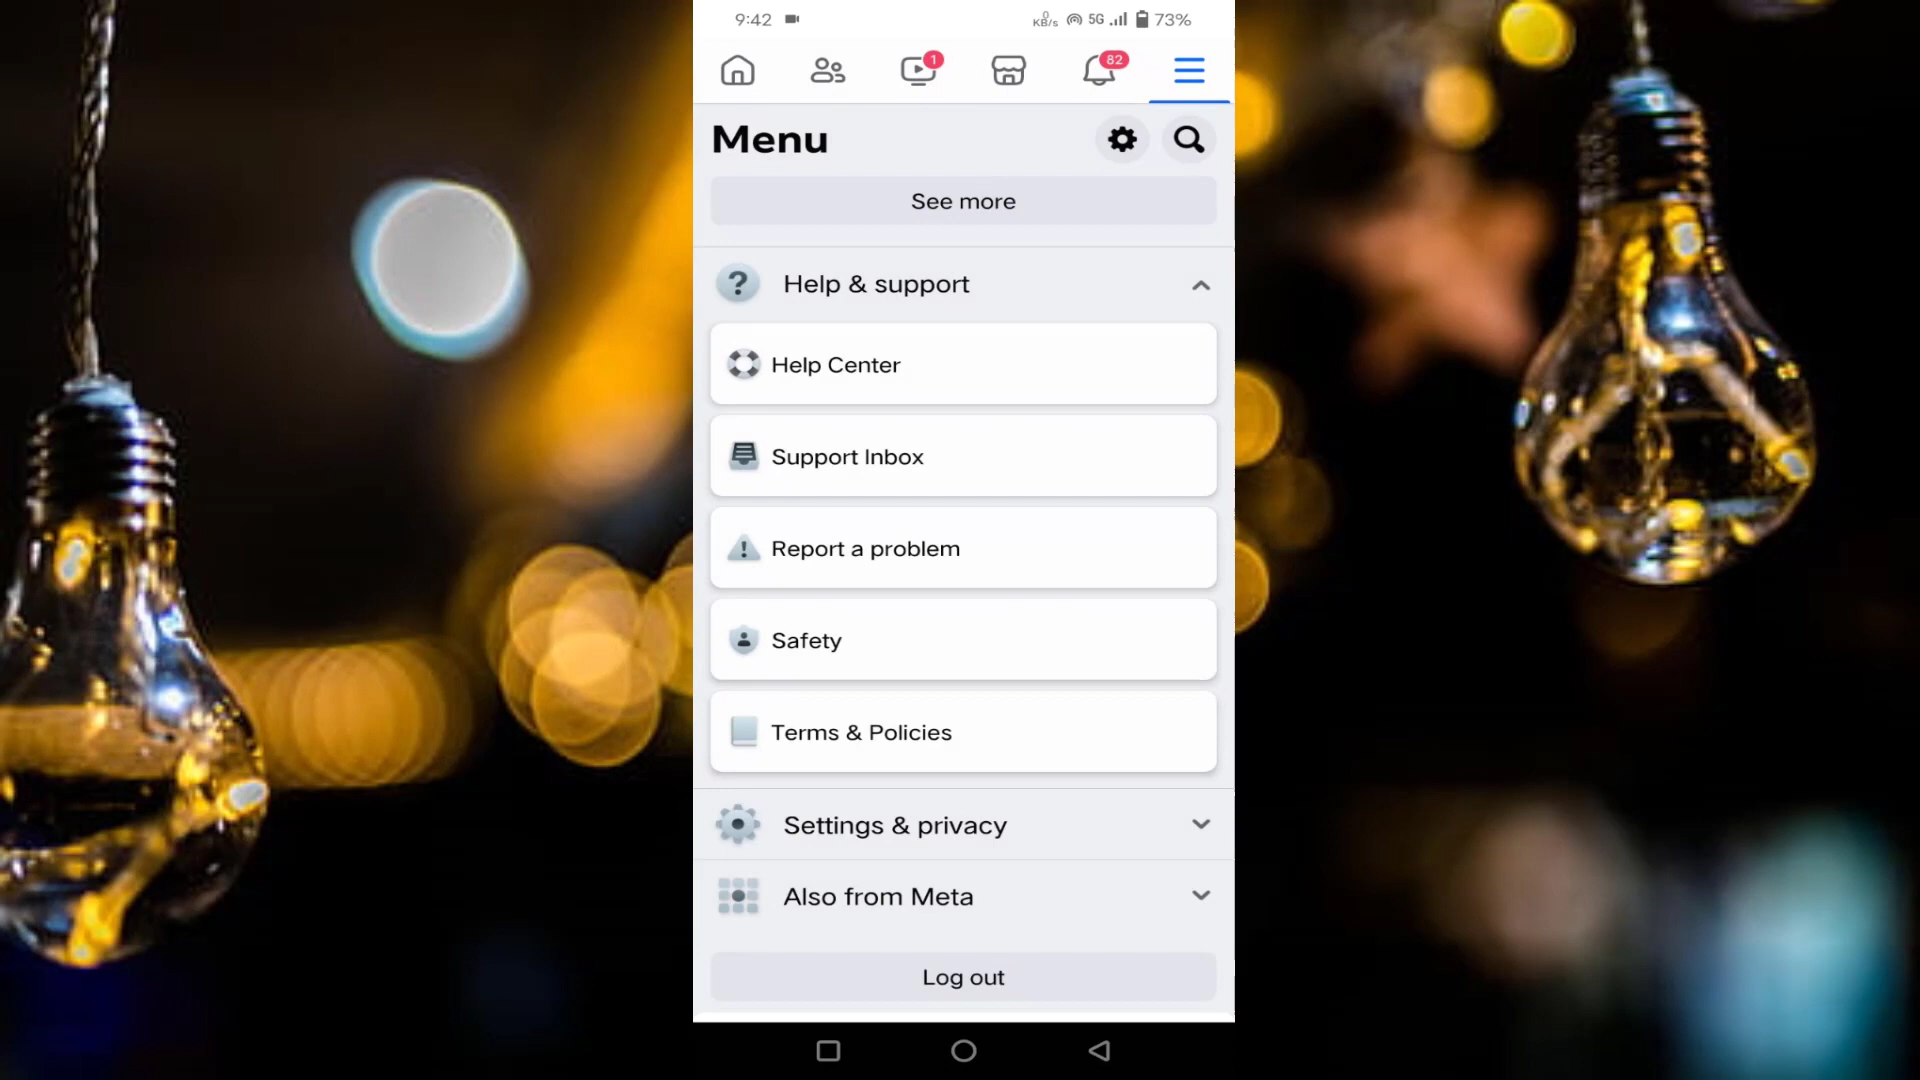 9:42 0 KB/s 5G 73%
1 82
Menu
See more
Help & support
Help Center
Support Inbox
Report a problem
Safety
Terms & Policies
Settings & privacy
Also from Meta
Log out